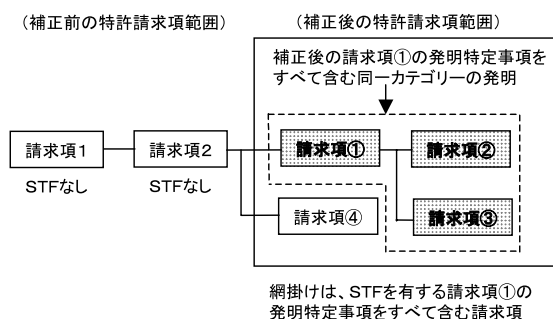 （補正前の特許請求項範囲）
（補正後の特許請求項範囲）
補正後の請求項①の発明特定事項を
すべて含む同一カテゴリーの発明
請求項1
請求項2
請求項①
請求項②
STFなし
STFなし
請求項④
請求項③
網掛けは、STFを有する請求項①の
発明特定事項をすべて含む請求項